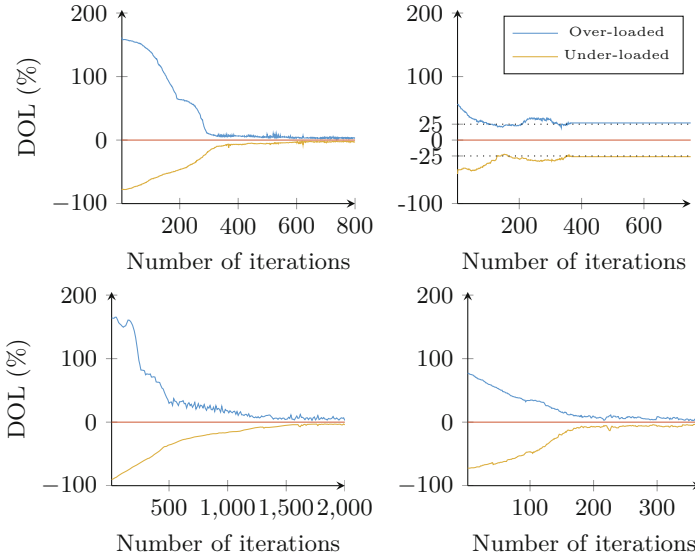 200
100
0
−100
DOL (%)
200 400 600 800
Number of iterations
200
100
25
0
-25
-100
600
200 400 600
Over-loaded
Under-loaded
Number of iterations
200
100
0
−100
DOL (%)
500 1,000 1,500 2,000
Number of iterations
200
100
0
−100
100 200 300
Number of iterations